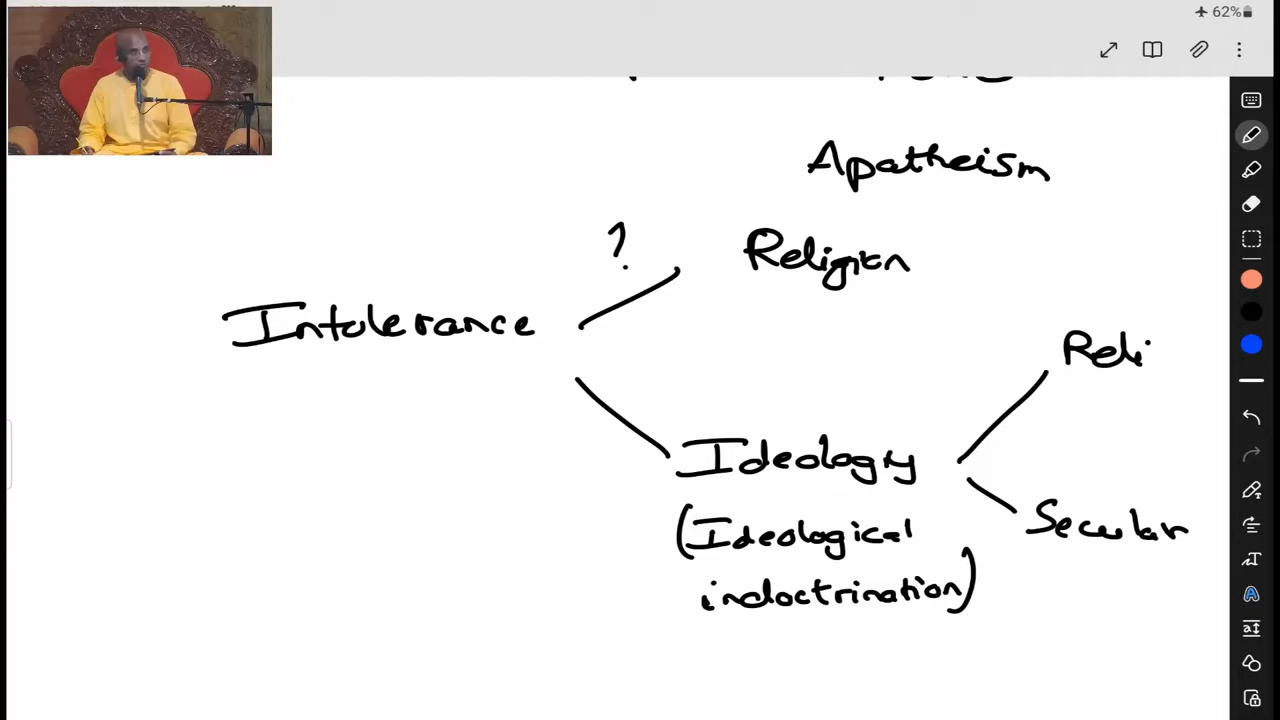 62%
Apatheism
?
Religion
Intolerance
Reli
Ideology
Secular
(Ideological
indoctrination)